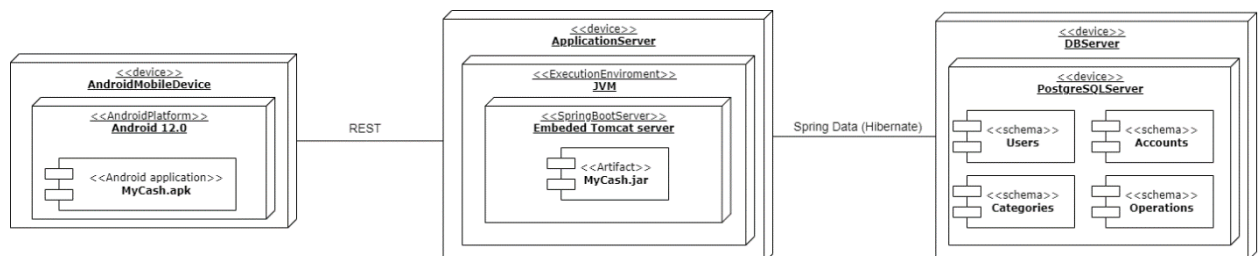 <<device>>
AndroidMobileDevice
<<AndroidPlatform>>
Android 12.0
<<Android application>>
MyCash.apk
REST
<<device>>
ApplicationServer
<<ExecutionEnviroment>>
JVM
<<SpringBootServer>>
Embeded Tomcat server
<<Artifact>>
MyCash.jar
Spring Data (Hibernate)
<<device>>
DBServer
<<device>>
PostgreSQLServer
<<schema>>
Users
<<schema>>
Accounts
<<schema>>
Categories
<<schema>>
Operations